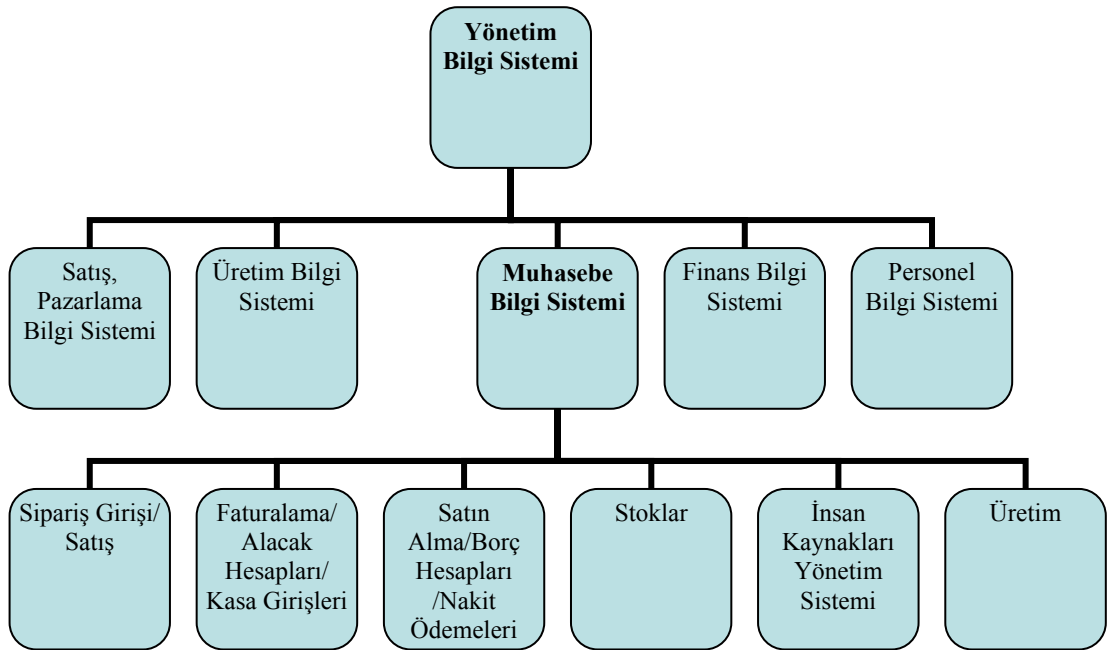 Yönetim
Bilgi Sistemi
Satış,
Pazarlama
Bilgi Sistemi
Üretim Bilgi
Sistemi
Muhasebe
Bilgi Sistemi
Finans Bilgi
Sistemi
Personel
Bilgi Sistemi
Sipariş Girişi/
Satış
Faturalama/
Alacak
Hesapları/
Kasa Girişleri
Satın
Alma/Borç
Hesapları
/Nakit
Ödemeleri
Stoklar
İnsan
Kaynakları
Yönetim
Sistemi
Üretim